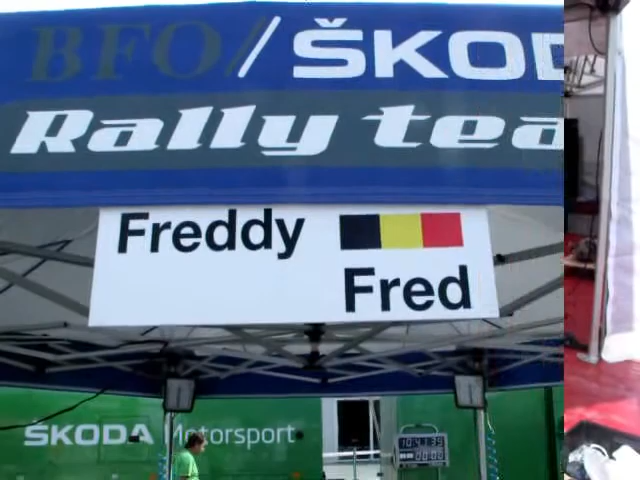 BFO/ŠKOD
Rally tea
Freddy
Fred
ŠKODA Motorsport